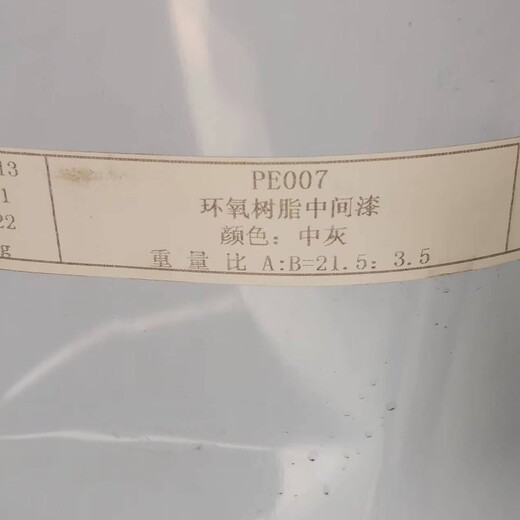 13
1
22
g
PE007
环氧树脂中间漆
颜色: 中灰
重 量 比 A:B=21.5: 3.5